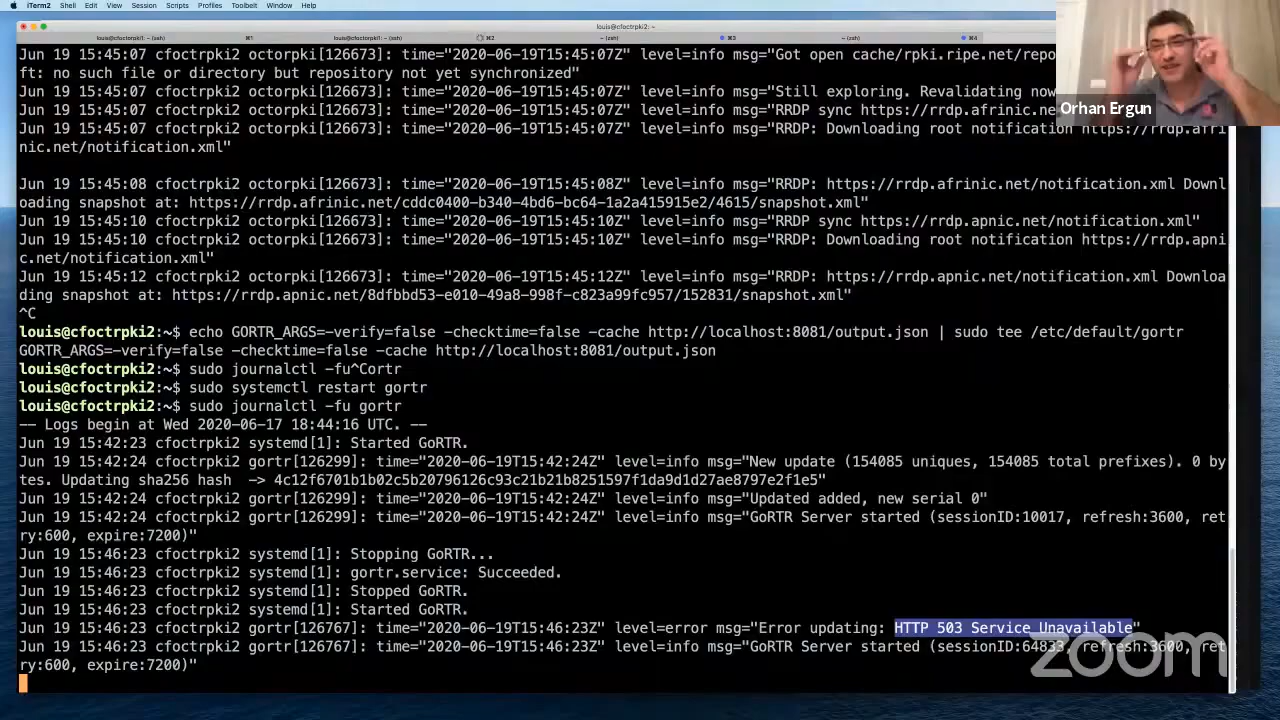 iTerm2 Shell Edit View Session Scripts Profiles Toolbelt Window Help
louis@cfoctrpki2: ~
louis@cfoctrpki1: ~ (ssh) ⌘1 louis@cfoctrpki2: ~ (ssh) ⌘2 ~ (zsh) ⌘3 ~ (zsh) ⌘4
Jun 19 15:45:07 cfoctrpki2 octorpki[126673]: time="2020-06-19T15:45:07Z" level=info msg="Got open cache/rpki.ripe.net/repo
ft: no such file or directory but repository not yet synchronized"
Jun 19 15:45:07 cfoctrpki2 octorpki[126673]: time="2020-06-19T15:45:07Z" level=info msg="Still exploring. Revalidating now
Jun 19 15:45:07 cfoctrpki2 octorpki[126673]: time="2020-06-19T15:45:07Z" level=info msg="RRDP sync https://rrdp.afrinic.ne
Jun 19 15:45:07 cfoctrpki2 octorpki[126673]: time="2020-06-19T15:45:07Z" level=info msg="RRDP: Downloading root notification https://rrdp.afri
nic.net/notification.xml"
Orhan Ergun
Jun 19 15:45:08 cfoctrpki2 octorpki[126673]: time="2020-06-19T15:45:08Z" level=info msg="RRDP: https://rrdp.afrinic.net/notification.xml Downl
oading snapshot at: https://rrdp.afrinic.net/cddc0400-b340-4bd6-bc64-1a2a415915e2/4615/snapshot.xml"
Jun 19 15:45:10 cfoctrpki2 octorpki[126673]: time="2020-06-19T15:45:10Z" level=info msg="RRDP sync https://rrdp.apnic.net/notification.xml"
Jun 19 15:45:10 cfoctrpki2 octorpki[126673]: time="2020-06-19T15:45:10Z" level=info msg="RRDP: Downloading root notification https://rrdp.apni
c.net/notification.xml"
Jun 19 15:45:12 cfoctrpki2 octorpki[126673]: time="2020-06-19T15:45:12Z" level=info msg="RRDP: https://rrdp.apnic.net/notification.xml Downloa
ding snapshot at: https://rrdp.apnic.net/8dfbbd53-e010-49a8-998f-c823a99fc957/152831/snapshot.xml"
^C
louis@cfoctrpki2:~$ echo GORTR_ARGS=-verify=false -checktime=false -cache http://localhost:8081/output.json | sudo tee /etc/default/gortr
GORTR_ARGS=-verify=false -checktime=false -cache http://localhost:8081/output.json
louis@cfoctrpki2:~$ sudo journalctl -fu^Cortr
louis@cfoctrpki2:~$ sudo systemctl restart gortr
louis@cfoctrpki2:~$ sudo journalctl -fu gortr
-- Logs begin at Wed 2020-06-17 18:44:16 UTC. --
Jun 19 15:42:23 cfoctrpki2 systemd[1]: Started GoRTR.
Jun 19 15:42:24 cfoctrpki2 gortr[126299]: time="2020-06-19T15:42:24Z" level=info msg="New update (154085 uniques, 154085 total prefixes). 0 by
tes. Updating sha256 hash -> 
Jun 19 15:42:24 cfoctrpki2 gortr[126299]: time="2020-06-19T15:42:24Z" level=info msg="Updated added, new serial 0"
Jun 19 15:42:24 cfoctrpki2 gortr[126299]: time="2020-06-19T15:42:24Z" level=info msg="GoRTR Server started (sessionID:10017, refresh:3600, ret
ry:600, expire:7200)"
Jun 19 15:46:23 cfoctrpki2 systemd[1]: Stopping GoRTR...
Jun 19 15:46:23 cfoctrpki2 systemd[1]: gortr.service: Succeeded.
Jun 19 15:46:23 cfoctrpki2 systemd[1]: Stopped GoRTR.
Jun 19 15:46:23 cfoctrpki2 systemd[1]: Started GoRTR.
Jun 19 15:46:23 cfoctrpki2 gortr[126767]: time="2020-06-19T15:46:23Z" level=error msg="Error updating: HTTP 503 Service Unavailable"
Jun 19 15:46:23 cfoctrpki2 gortr[126767]: time="2020-06-19T15:46:23Z" level=info msg="GoRTR Server started (sessionID:64833, refresh:3600, ret
ry:600, expire:7200)"
zoom